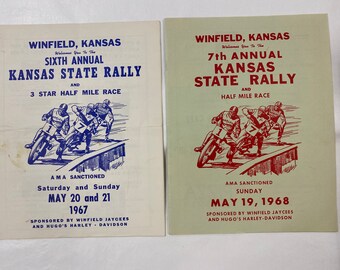 WINFIELD, KANSAS
Welcomes You To The
SIXTH ANNUAL
KANSAS STATE RALLY
AND
3 STAR HALF MILE RACE
AMA SANCTIONED
Saturday and Sunday
MAY 20 and 21
1967
SPONSORED BY WINFIELD JAYCEES
AND HUGO'S HARLEY - DAVIDSON
WINFIELD, KANSAS
Welcomes You To The
7th ANNUAL
KANSAS
STATE RALLY
AND
HALF MILE RACE
AMA SANCTIONED
SUNDAY
MAY 19, 1968
SPONSORED BY WINFIELD JAYCEES
AND HUGO'S HARLEY-DAVIDSON